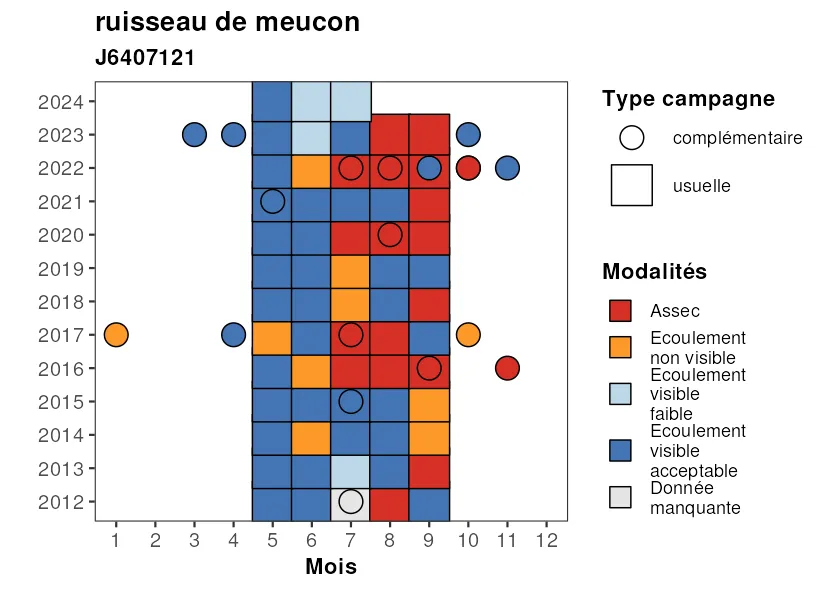 ruisseau de meucon
J6407121
2024
2023
2022
2021
2020
2019
2018
2017
2016
2015
2014
2013
2012
1 2 3 4 5 6 7 8 9 10 11 12
Mois
Type campagne
complémentaire
usuelle
Modalités
Assec
Ecoulement
non visible
Ecoulement
visible
faible
Ecoulement
visible
acceptable
Donnée
manquante